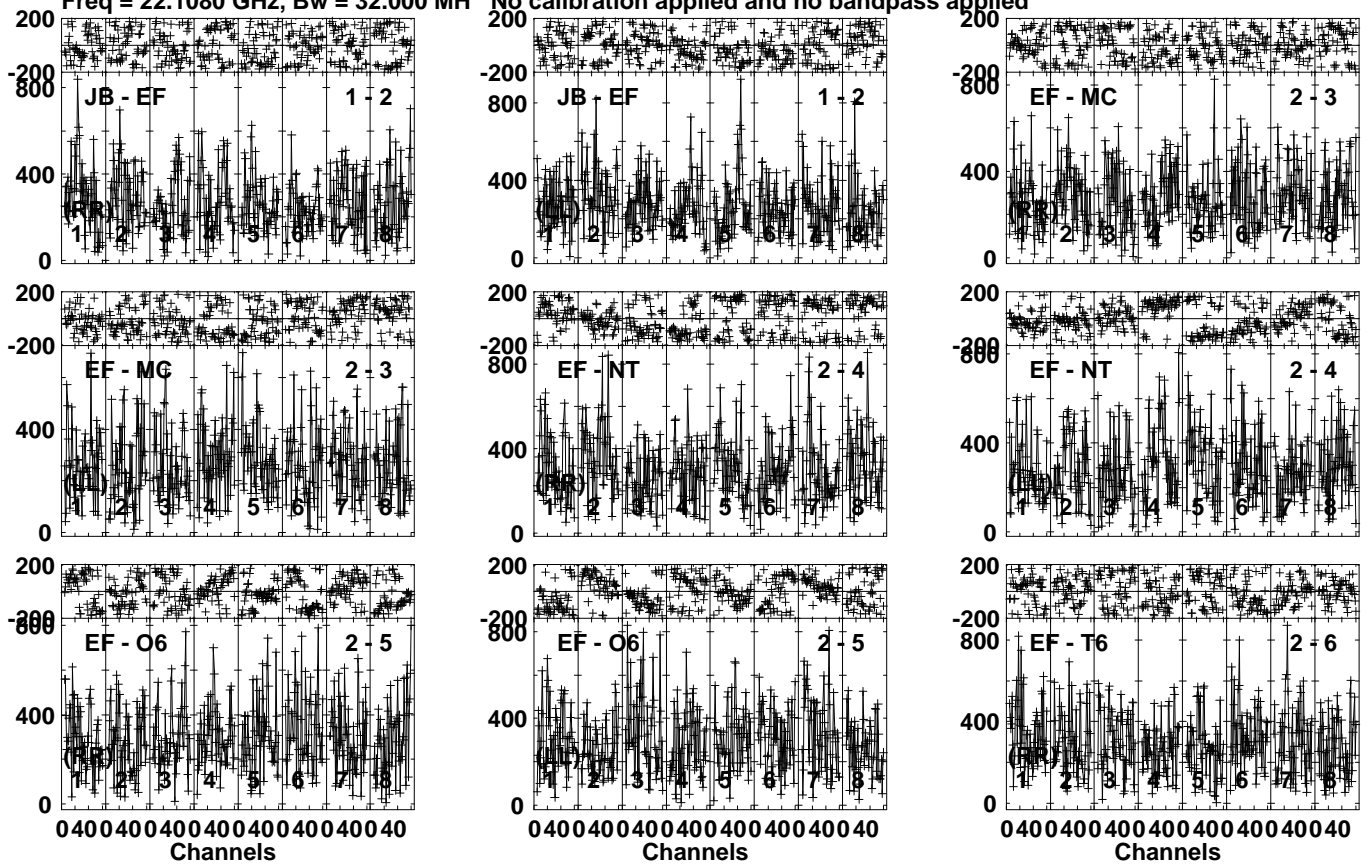 Freq = 22.1080 GHz, Bw = 32.000 MH No calibration applied and no bandpass applied
200
-200
800
JB - EF 1 - 2
400
(RR)
1 2 3 4 5 6 7 8
0
200
-200
800
JB - EF 1 - 2
400
(LL)
1 2 3 4 5 6 7 8
0
200
-200
800
EF - MC 2 - 3
400
(RR)
1 2 3 4 5 6 7 8
0
200
-200
EF - MC 2 - 3
400
(LL)
1 2 3 4 5 6 7 8
0
200
-200
800
EF - NT 2 - 4
400
(RR)
1 2 3 4 5 6 7 8
0
200
-200
800
EF - NT 2 - 4
400
(LL)
1 2 3 4 5 6 7 8
0
200
-200
800
EF - O6 2 - 5
400
(RR)
1 2 3 4 5 6 7 8
0
200
-200
800
EF - O6 2 - 5
400
(LL)
1 2 3 4 5 6 7 8
0
200
-200
800
EF - T6 2 - 6
400
(RR)
1 2 3 4 5 6 7 8
0
0 40 0 40 0 40 0 40 0 40 0 40 0 40 0 40
Channels
0 40 0 40 0 40 0 40 0 40 0 40 0 40 0 40
Channels
0 40 0 40 0 40 0 40 0 40 0 40 0 40 0 40
Channels